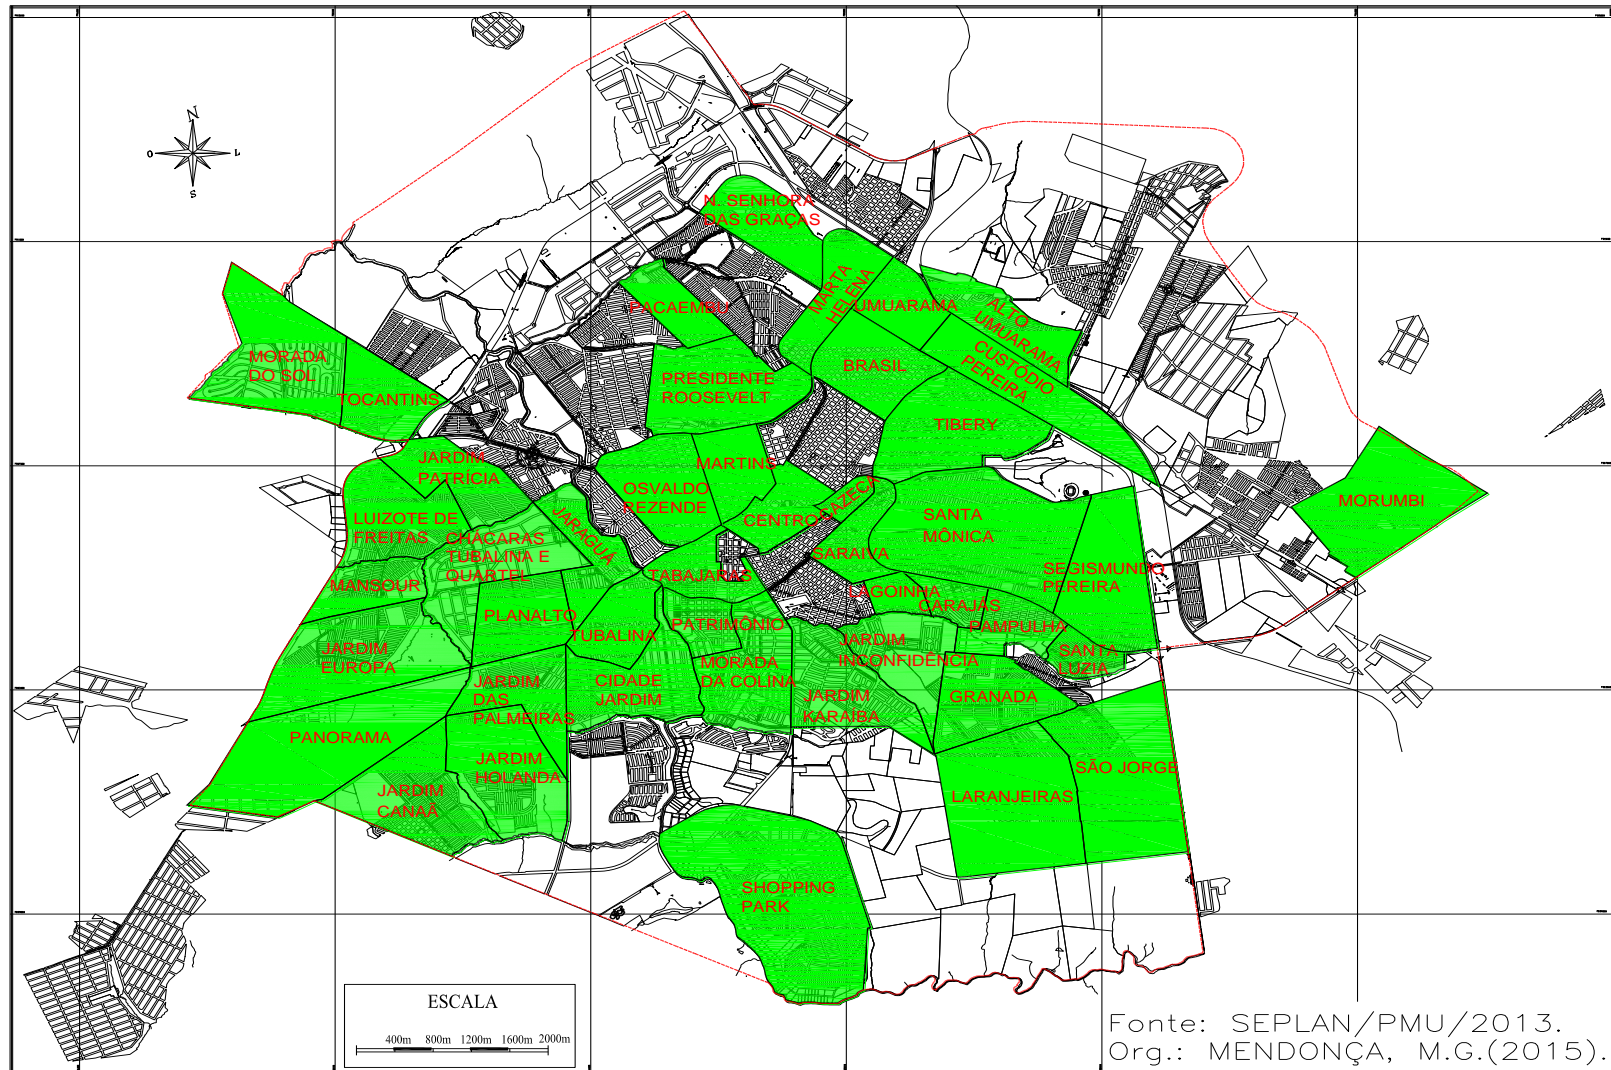 N
O
L
S
N. SENHORA
DAS GRAÇAS
MARTA
HELENA
PACAEMBU
UMUARAMA
ALTO
UMUARAMA
CUSTÓDIO
PEREIRA
MORADA
DO SOL
TOCANTINS
PRESIDENTE
ROOSEVELT
BRASIL
TIBERY
JARDIM
PATRÍCIA
MARTINS
OSVALDO
REZENDE
CENTRO
CAZECA
SANTA
MÔNICA
MORUMBI
LUIZOTE DE
FREITAS
CHÁCARAS
TUBALINA E
QUARTEL
JARAGUÁ
SARAIVA
SEGISMUNDO
PEREIRA
MANSOUR
TABAJARAS
LAGOINHA
CARAJÁS
PAMPULHA
PLANALTO
TUBALINA
PATRIMÔNIO
JARDIM
INCONFIDÊNCIA
SANTA
LUZIA
JARDIM
EUROPA
MORADA
DA COLINA
CIDADE
JARDIM
JARDIM
DAS
PALMEIRAS
JARDIM
KARAÍBA
GRANADA
PANORAMA
JARDIM
HOLANDA
SÃO JORGE
LARANJEIRAS
JARDIM
CANAÃ
SHOPPING
PARK
ESCALA
400m 800m 1200m 1600m 2000m
Fonte: SEPLAN/PMU/2013.
Org.: MENDONÇA, M.G.(2015).